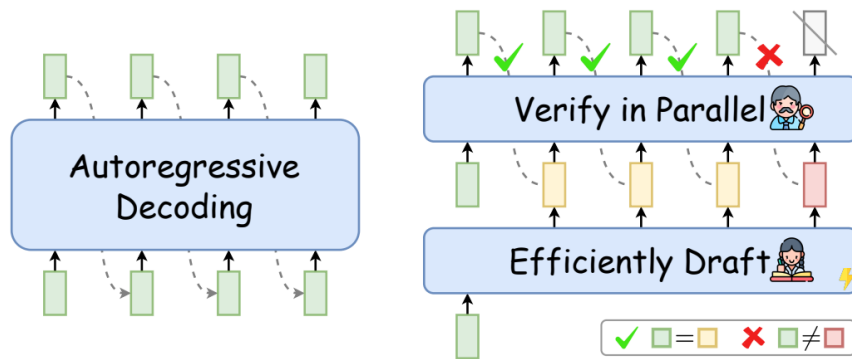 Autoregressive
Decoding
Verify in Parallel
Efficiently Draft
= ≠